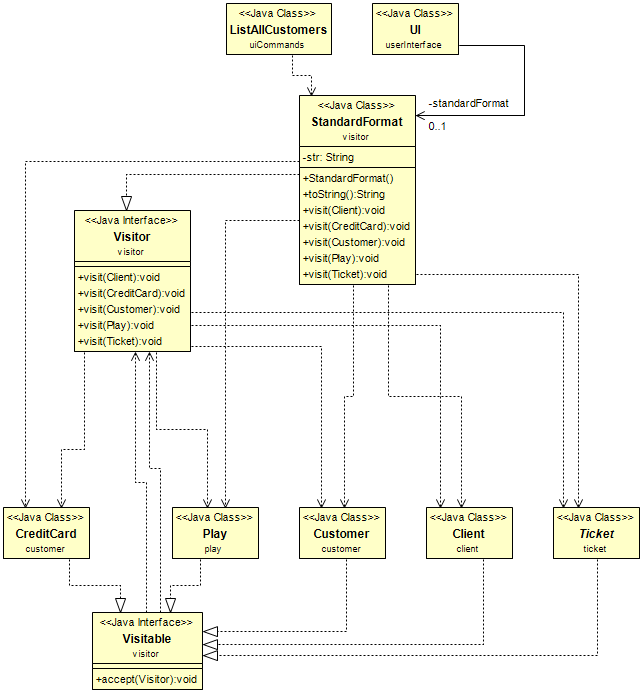 <<Java Class>>
ListAllCustomers
uiCommands
<<Java Class>>
UI
userInterface
-standardFormat
0..1
<<Java Class>>
StandardFormat
visitor
-str: String
+StandardFormat()
+toString():String
+visit(Client):void
+visit(CreditCard):void
+visit(Customer):void
+visit(Play):void
+visit(Ticket):void
<<Java Interface>>
Visitor
visitor
+visit(Client):void
+visit(CreditCard):void
+visit(Customer):void
+visit(Play):void
+visit(Ticket):void
<<Java Class>>
CreditCard
customer
<<Java Class>>
Play
play
<<Java Class>>
Customer
customer
<<Java Class>>
Client
client
<<Java Class>>
Ticket
ticket
<<Java Interface>>
Visitable
visitor
+accept(Visitor):void